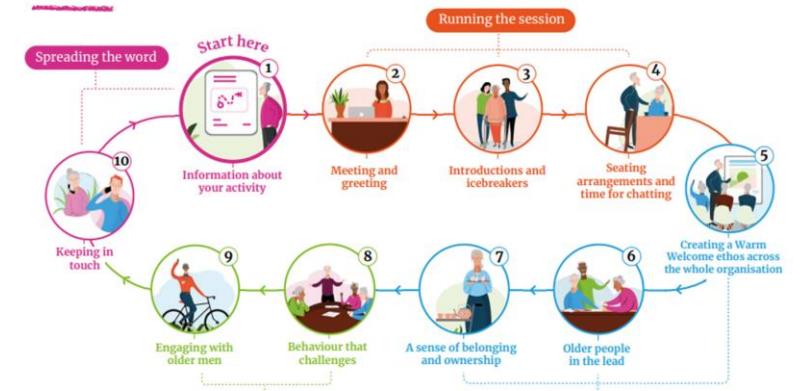 Running the session
Spreading the word
Start here
1
Information about
your activity
2
Meeting and
greeting
3
Introductions and
icebreakers
4
Seating
arrangements and
time for chatting
5
Creating a Warm
Welcome ethos across
the whole organisation
6
Older people
in the lead
7
A sense of belonging
and ownership
8
Behaviour that
challenges
9
Engaging with
older men
10
Keeping in
touch